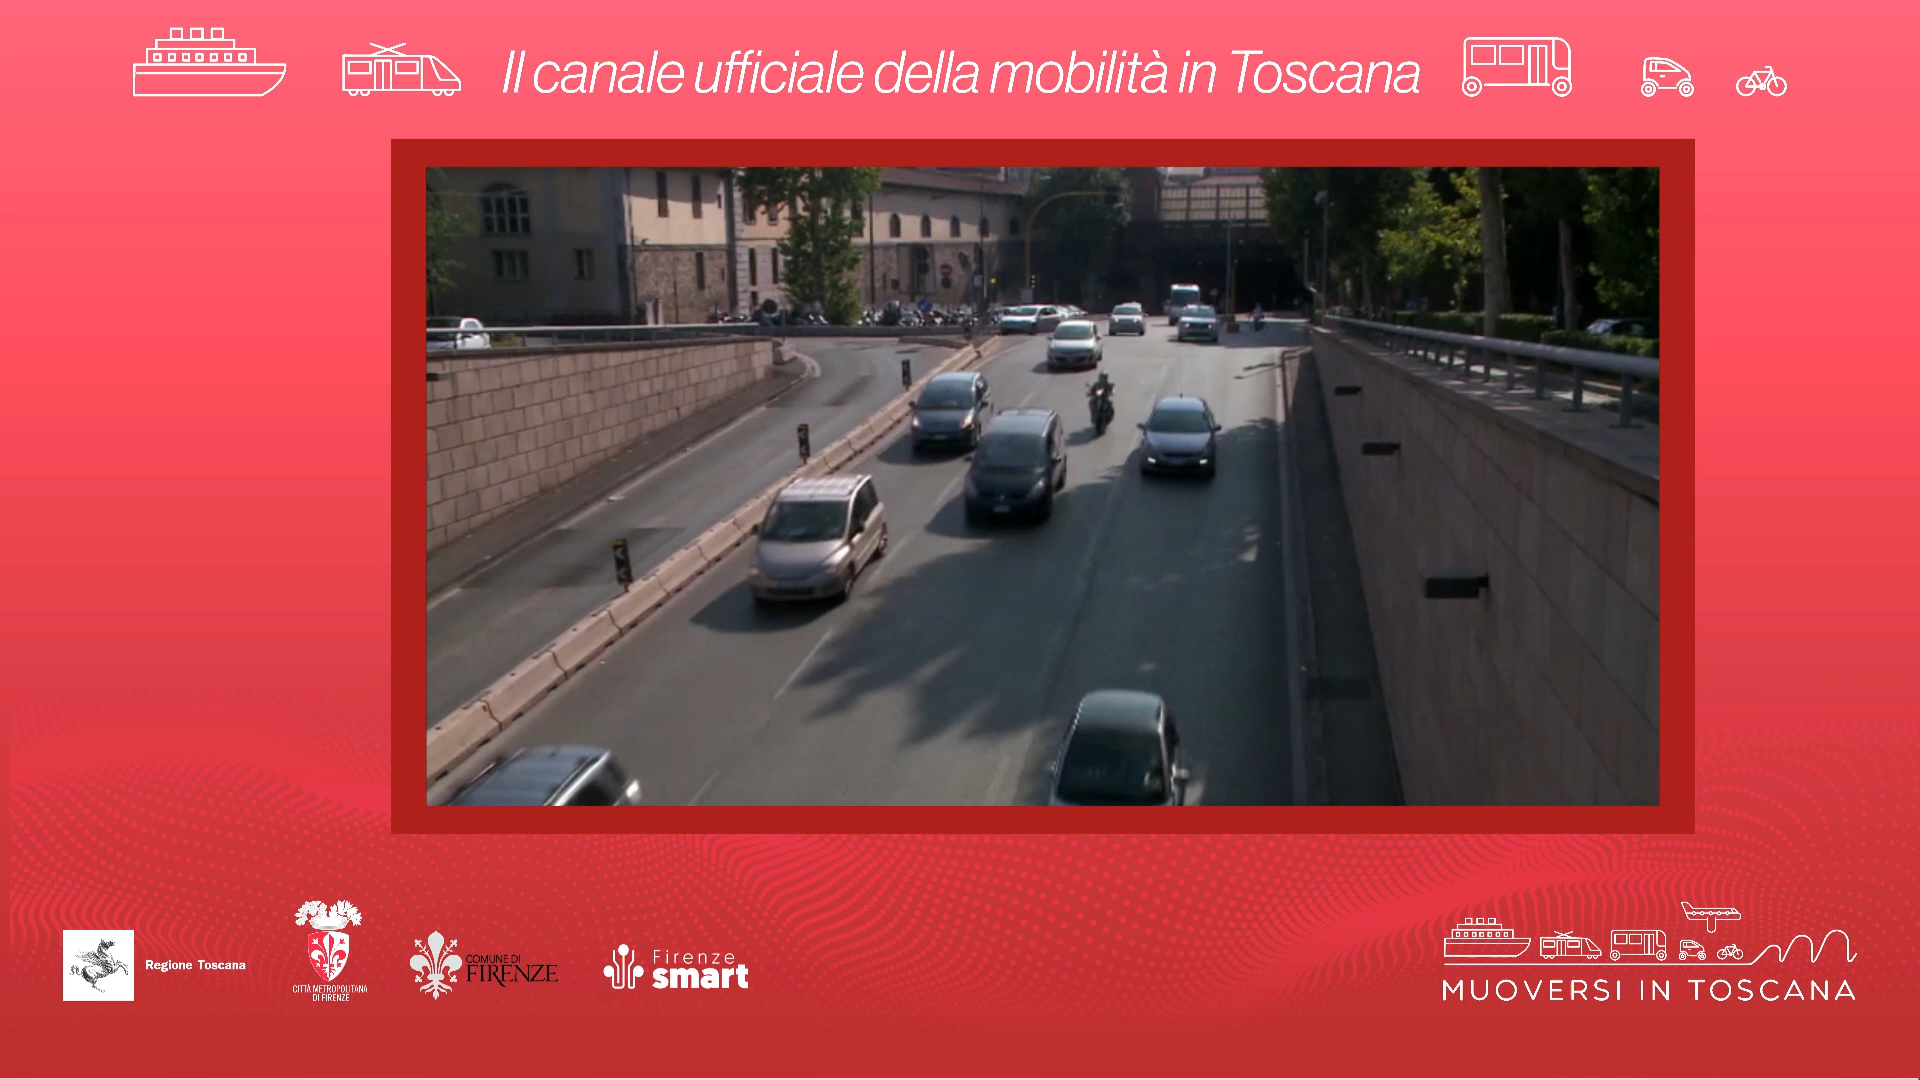 Il canale ufficiale della mobilità in Toscana
Regione Toscana
CITTÀ METROPOLITANA
DI FIRENZE
COMUNE DI
FIRENZE
Firenze
smart
MUOVERSI IN TOSCANA